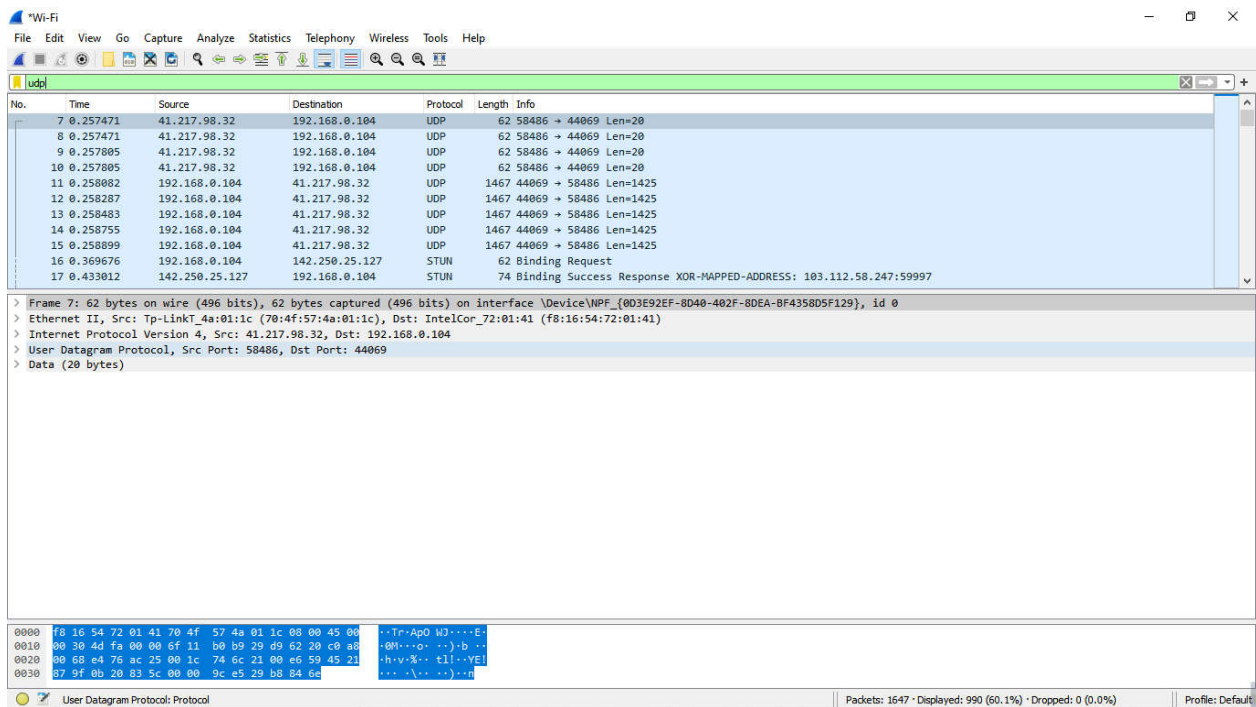 *Wi-Fi
File Edit View Go Capture Analyze Statistics Telephony Wireless Tools Help
udp
No. Time Source Destination Protocol Length Info
7 0.257471 41.217.98.32 192.168.0.104 UDP 62 58486 → 44069 Len=20
8 0.257471 41.217.98.32 192.168.0.104 UDP 62 58486 → 44069 Len=20
9 0.257805 41.217.98.32 192.168.0.104 UDP 62 58486 → 44069 Len=20
10 0.257805 41.217.98.32 192.168.0.104 UDP 62 58486 → 44069 Len=20
11 0.258082 192.168.0.104 41.217.98.32 UDP 1467 44069 → 58486 Len=1425
12 0.258287 192.168.0.104 41.217.98.32 UDP 1467 44069 → 58486 Len=1425
13 0.258483 192.168.0.104 41.217.98.32 UDP 1467 44069 → 58486 Len=1425
14 0.258755 192.168.0.104 41.217.98.32 UDP 1467 44069 → 58486 Len=1425
15 0.258899 192.168.0.104 41.217.98.32 UDP 1467 44069 → 58486 Len=1425
16 0.369676 192.168.0.104 142.250.25.127 STUN 62 Binding Request
17 0.433012 142.250.25.127 192.168.0.104 STUN 74 Binding Success Response XOR-MAPPED-ADDRESS: 103.112.58.247:59997
> Frame 7: 62 bytes on wire (496 bits), 62 bytes captured (496 bits) on interface \Device\NPF_{0D3E92EF-8D40-402F-8DEA-BF4358D5F129}, id 0
> Ethernet II, Src: Tp-LinkT_4a:01:1c (70:4f:57:4a:01:1c), Dst: IntelCor_72:01:41 (f8:16:54:72:01:41)
> Internet Protocol Version 4, Src: 41.217.98.32, Dst: 192.168.0.104
> User Datagram Protocol, Src Port: 58486, Dst Port: 44069
> Data (20 bytes)
0000 f8 16 54 72 01 41 70 4f 57 4a 01 1c 08 00 45 00 ··Tr·ApO WJ····E·
0010 00 30 4d fa 00 00 6f 11 b0 b9 29 d9 62 20 c0 a8 ·0M···o· ··)·b ··
0020 00 68 e4 76 ac 25 00 1c 74 6c 21 00 e6 59 45 21 ·h·v·%·· tl!··YE!
0030 87 9f 0b 20 83 5c 00 00 9c e5 29 b8 84 6e ··· ·\·· ··)··n
User Datagram Protocol: Protocol Packets: 1647 · Displayed: 990 (60.1%) · Dropped: 0 (0.0%) Profile: Default